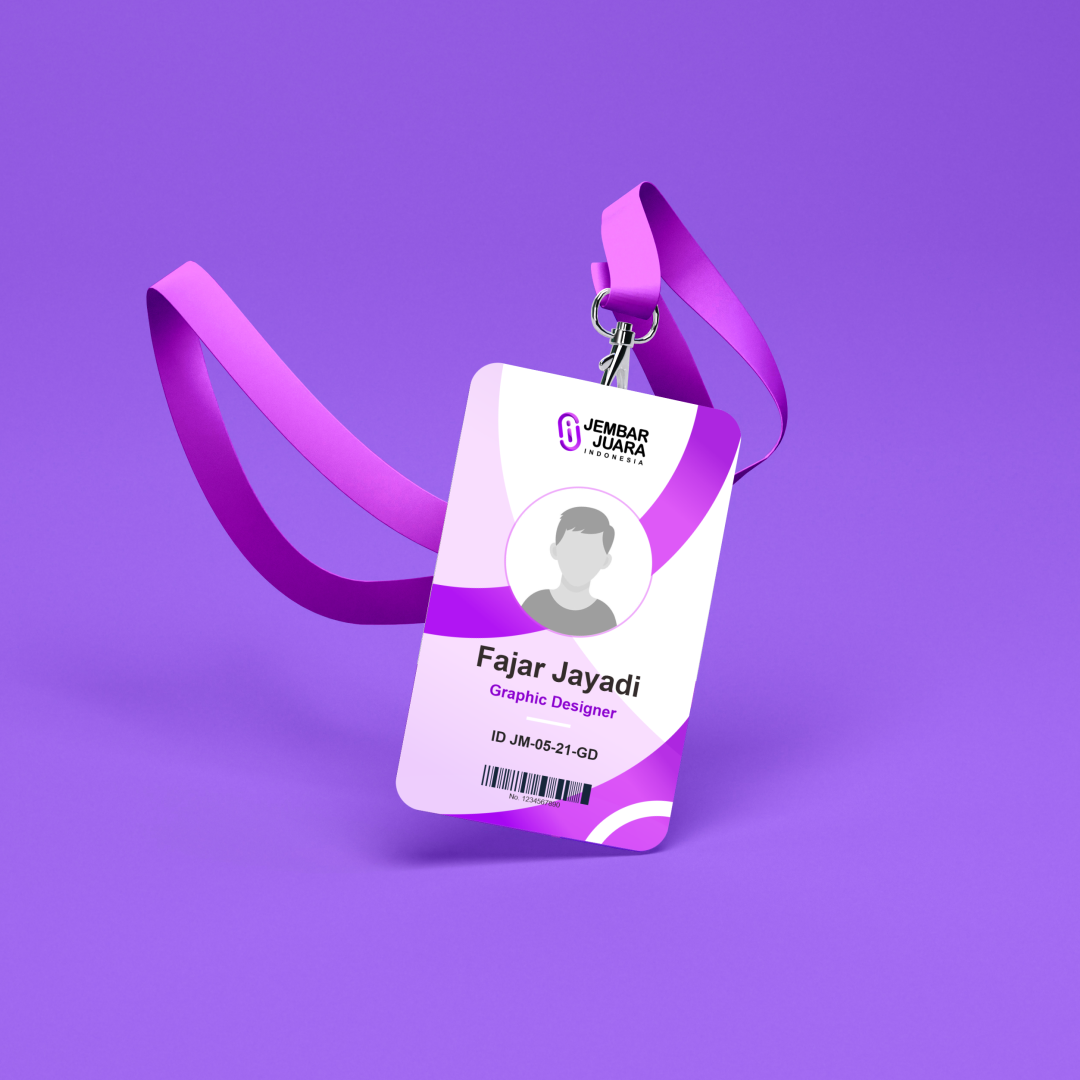 JEMBAR
JUARA
INDONESIA
Fajar Jayadi
Graphic Designer
ID JM-05-21-GD
No. 1234567890